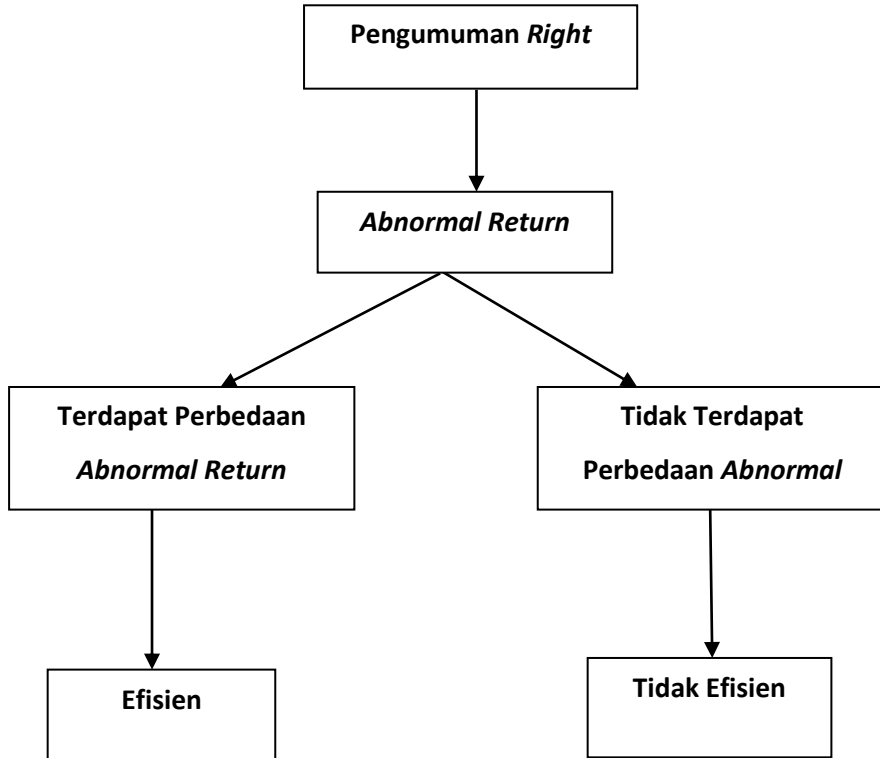 Pengumuman Right
Abnormal Return
Terdapat Perbedaan
Abnormal Return
Tidak Terdapat
Perbedaan Abnormal
Efisien
Tidak Efisien